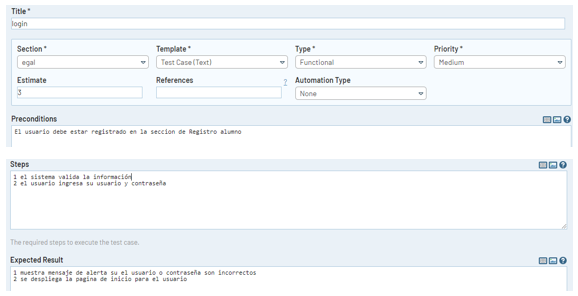 Title *
login
Section * Template * Type * Priority *
egal Test Case (Text) Functional Medium
Estimate References ? Automation Type
3 None
Preconditions
El usuario debe estar registrado en la seccion de Registro alumno
Steps
1 el sistema valida la información
2 el usuario ingresa su usuario y contraseña
The required steps to execute the test case.
Expected Result
1 muestra mensaje de alerta su el usuario o contraseña son incorrectos
2 se despliega la pagina de inicio para el usuario